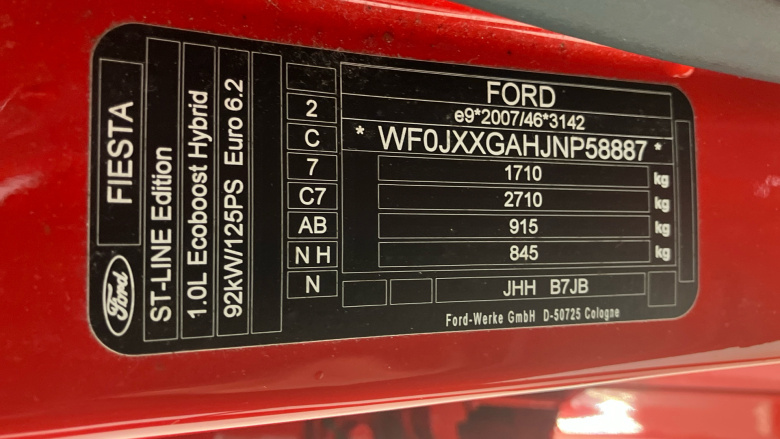 FIESTA
Ford
ST-LINE Edition
1.0L Ecoboost Hybrid
92kW/125PS Euro 6.2
2
C
7
C7
AB
N H
N
FORD
e9*2007/46*3142
* WF0JXXGAHJNP58887 *
1710 kg
2710 kg
915 kg
845 kg
JHH B7JB
Ford-Werke GmbH D-50725 Cologne